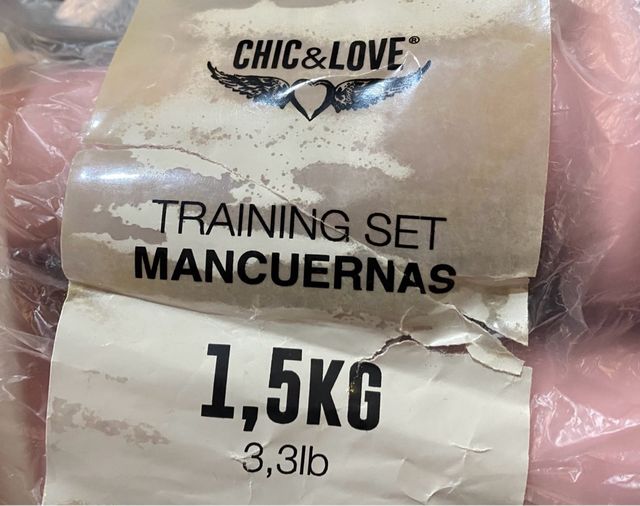 CHIC&LOVE®
TRAINING SET
MANCUERNAS
1,5KG
3,3lb